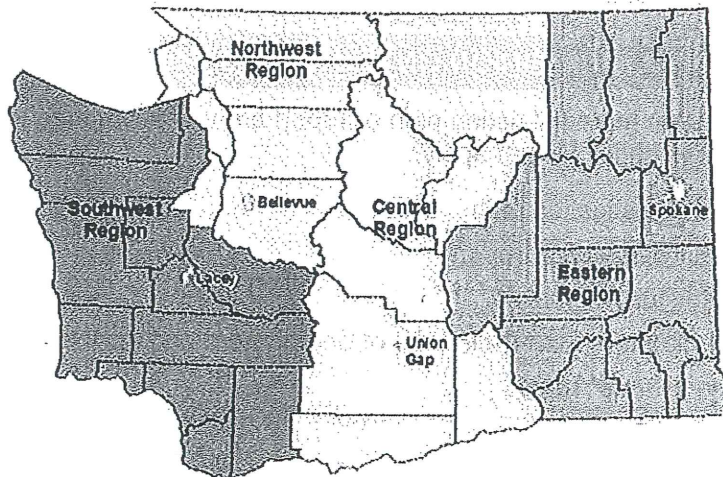 Northwest
Region
Bellevue
Southwest
Region
Central
Region
Spokane
Lacey
Eastern
Region
Union
Gap